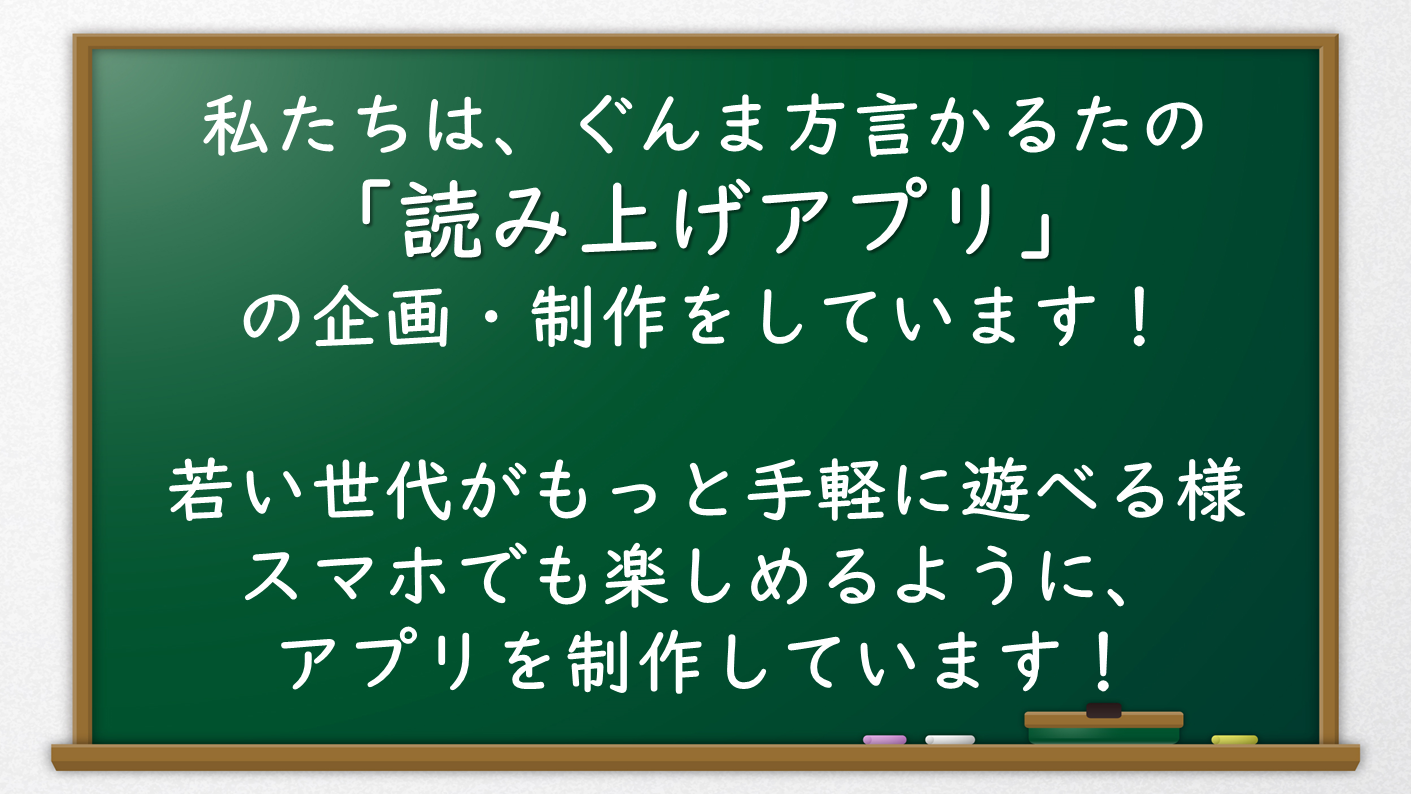 私たちは、ぐんま方言かるたの
「読み上げアプリ」
の企画・制作をしています！
若い世代がもっと手軽に遊べる様
スマホでも楽しめるように、
アプリを制作しています！